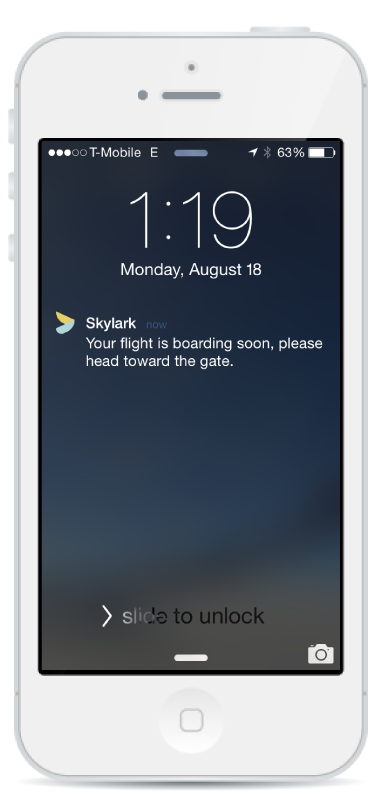 T-Mobile E 63%
1:19
Monday, August 18
Skylark now
Your flight is boarding soon, please
head toward the gate.
slide to unlock